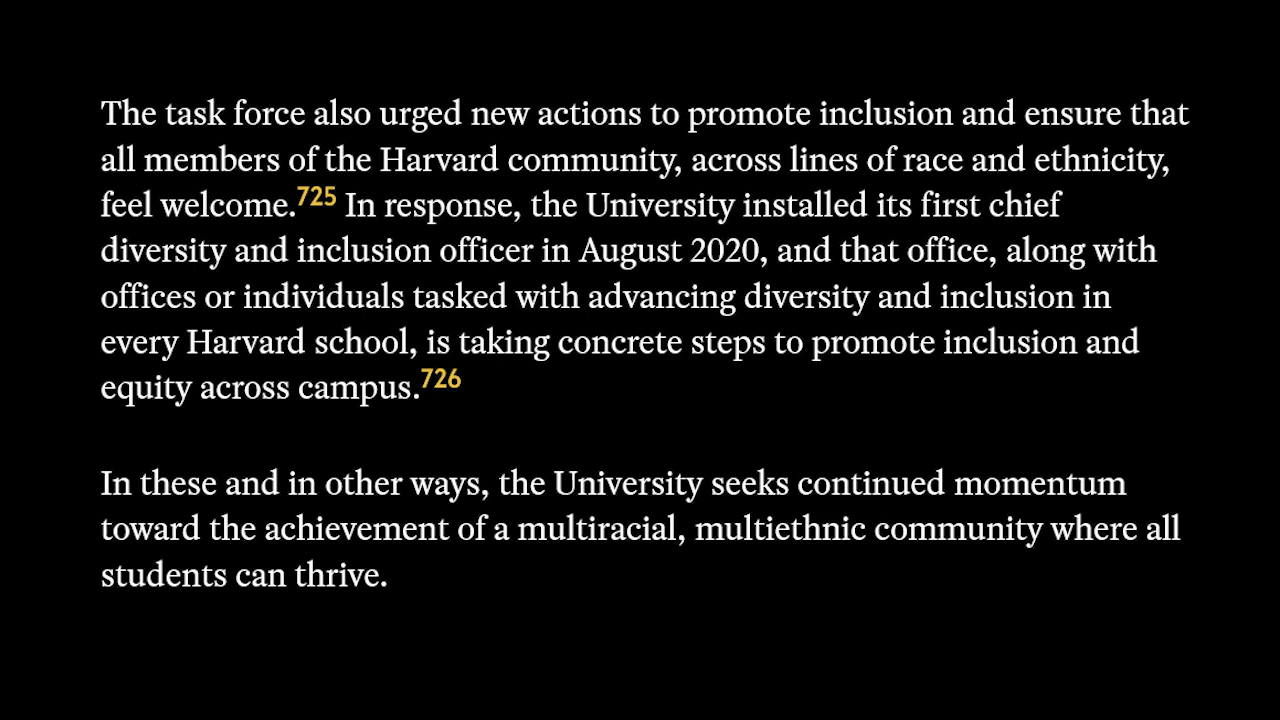 The task force also urged new actions to promote inclusion and ensure that
all members of the Harvard community, across lines of race and ethnicity,
feel welcome.725 In response, the University installed its first chief
diversity and inclusion officer in August 2020, and that office, along with
offices or individuals tasked with advancing diversity and inclusion in
every Harvard school, is taking concrete steps to promote inclusion and
equity across campus.726
In these and in other ways, the University seeks continued momentum
toward the achievement of a multiracial, multiethnic community where all
students can thrive.